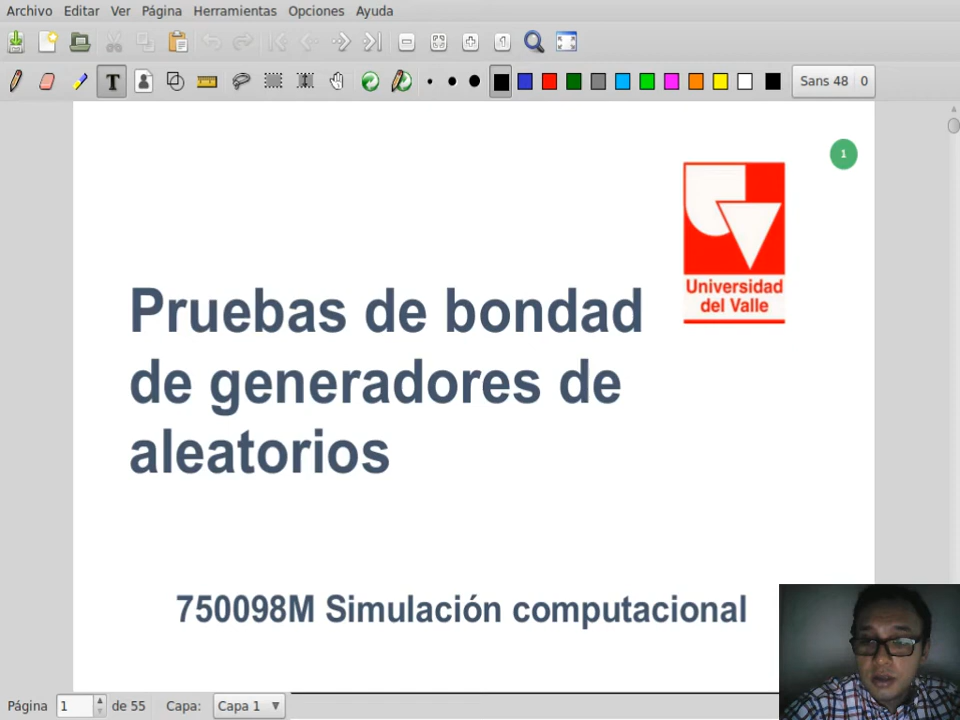 Archivo Editar Ver Página Herramientas Opciones Ayuda
T Sans 48 0
1
Universidad
del Valle
Pruebas de bondad
de generadores de
aleatorios
750098M Simulación computacional
Página 1 de 55 Capa: Capa 1